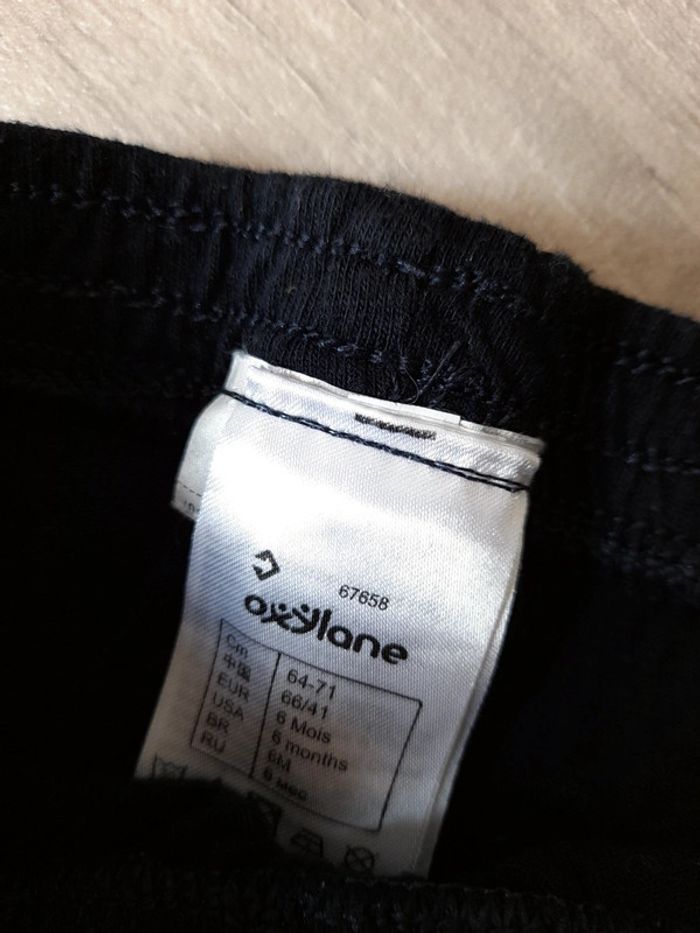 67658
oxylane
Cm 64-71
中国 66/41
EUR 6 Mois
USA 6 months
BR 6M
RU 6 мес